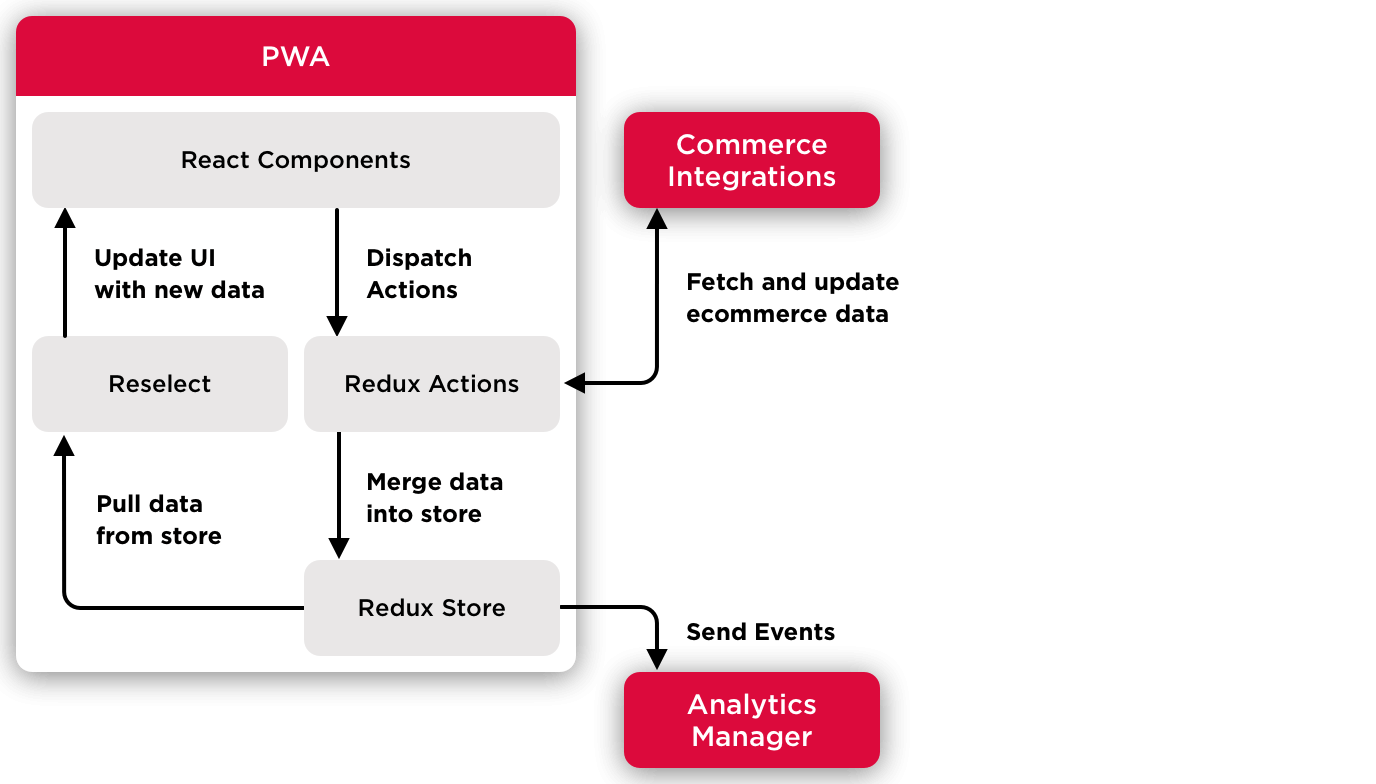 PWA
React Components
Commerce
Integrations
Update UI
with new data
Dispatch
Actions
Fetch and update
ecommerce data
Reselect
Redux Actions
Pull data
from store
Merge data
into store
Redux Store
Send Events
Analytics
Manager